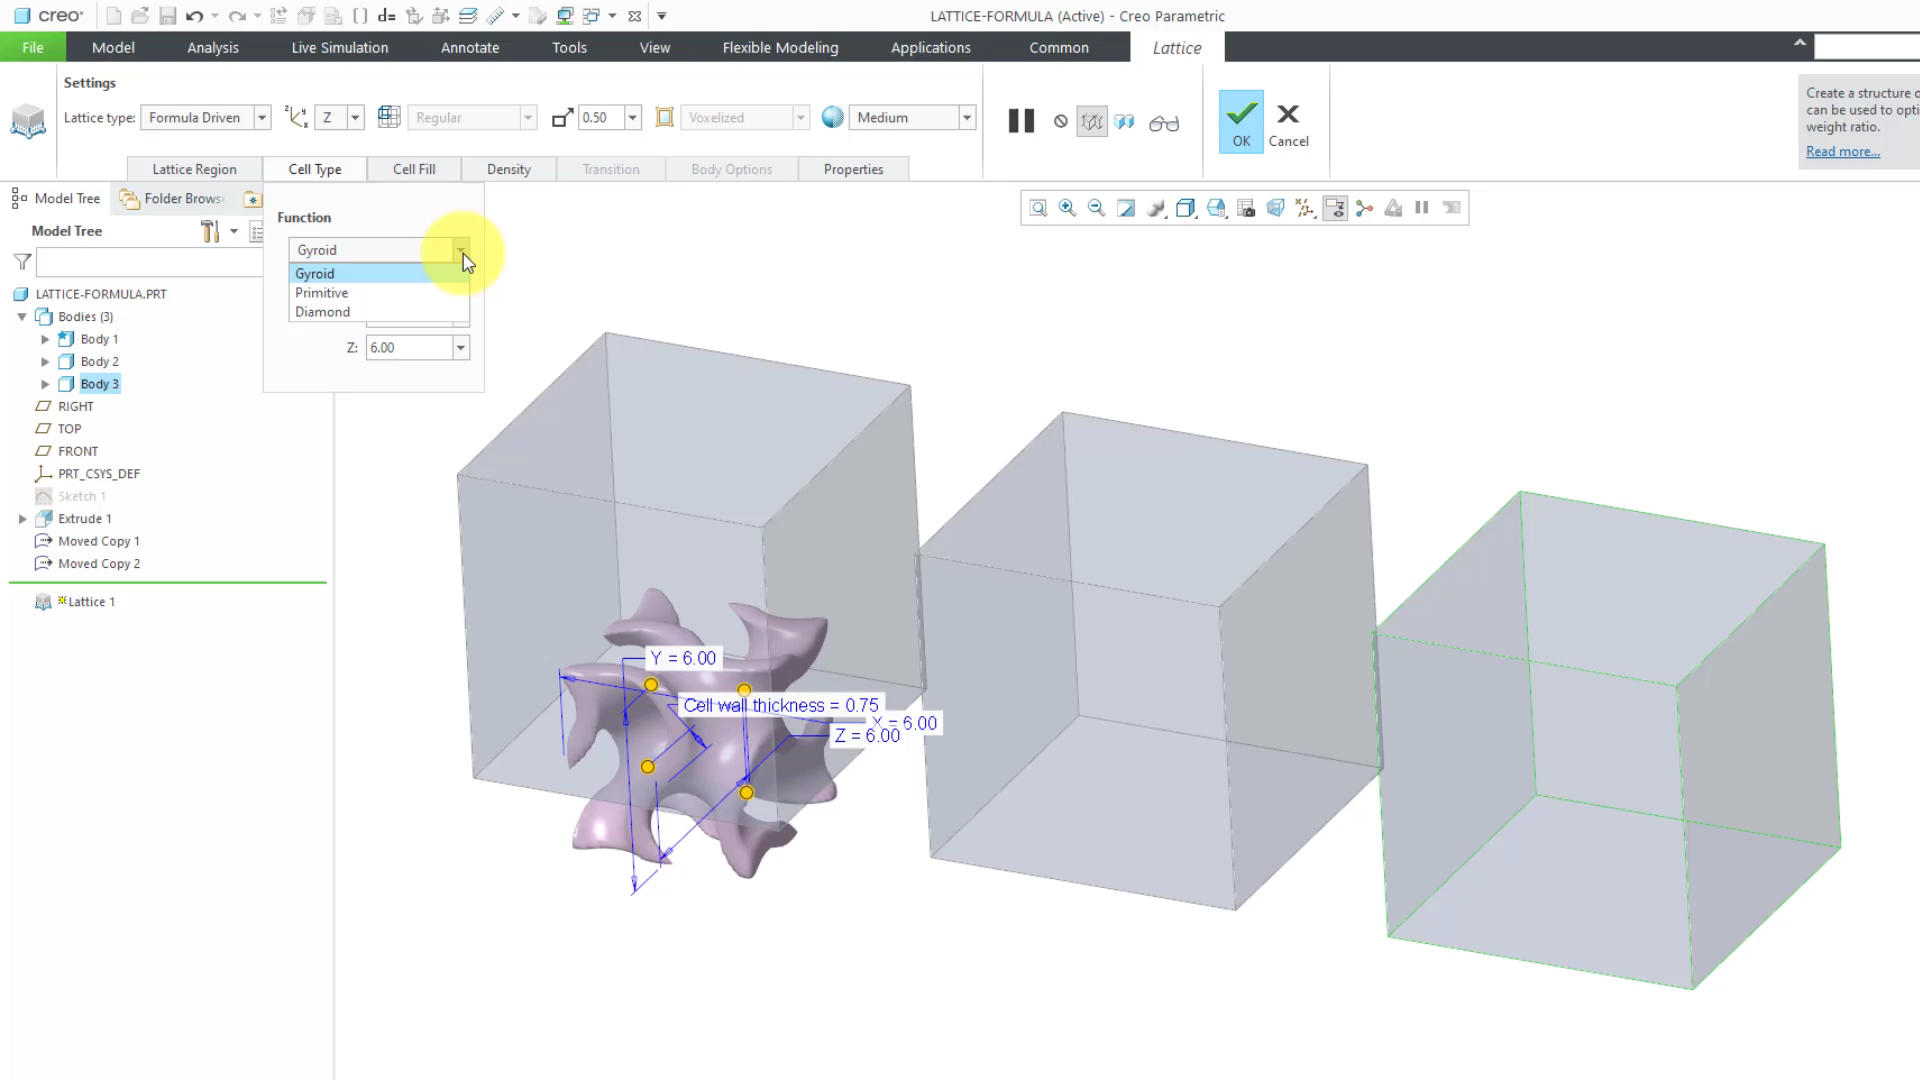 creo®
d=
LATTICE-FORMULA (Active) - Creo Parametric
File Model Analysis Live Simulation Annotate Tools View Flexible Modeling Applications Common Lattice
Settings
Lattice type: Formula Driven Z Regular 0.50 Voxelized Medium
OK Cancel
Create a structure
can be used to opti
weight ratio.
Read more...
Lattice Region Cell Type Cell Fill Density Transition Body Options Properties
Model Tree Folder Brows
Model Tree
Function
Gyroid
Gyroid
Primitive
Diamond
Z: 6.00
LATTICE-FORMULA.PRT
Bodies (3)
Body 1
Body 2
Body 3
RIGHT
TOP
FRONT
PRT_CSYS_DEF
Sketch 1
Extrude 1
Moved Copy 1
Moved Copy 2
Lattice 1
Y = 6.00
Cell wall thickness = 0.75
X = 6.00
Z = 6.00